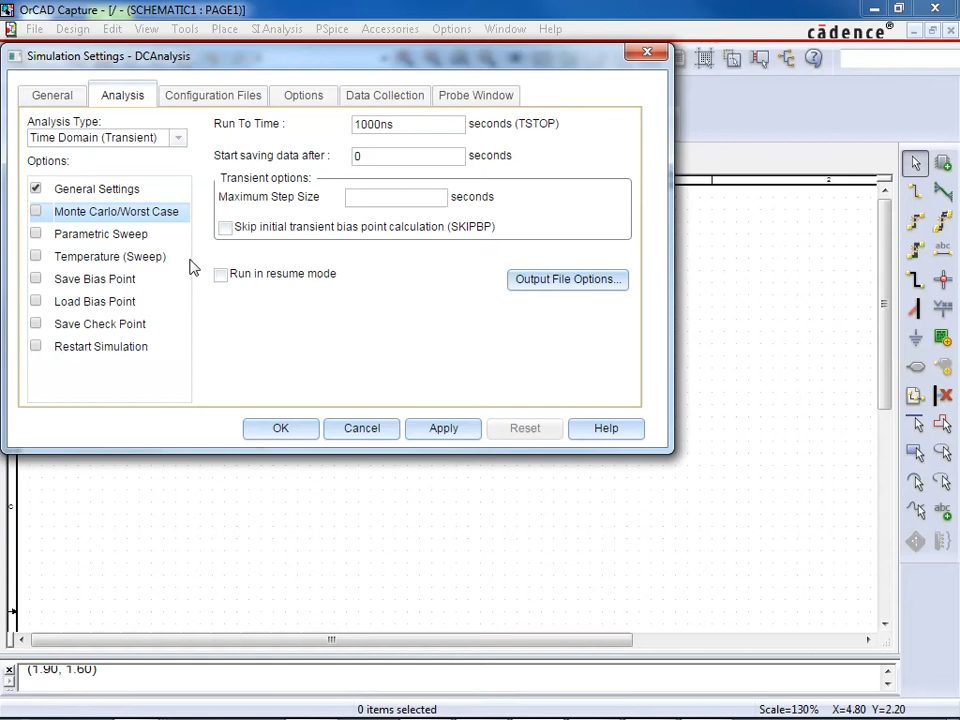 OrCAD Capture - [/ - (SCHEMATIC1 : PAGE1)]
File Design Edit View Tools Place SI Analysis PSpice Accessories Options Window Help
cadence®
Simulation Settings - DCAnalysis
General Analysis Configuration Files Options Data Collection Probe Window
Analysis Type:
Time Domain (Transient)
Options:
General Settings
Monte Carlo/Worst Case
Parametric Sweep
Temperature (Sweep)
Save Bias Point
Load Bias Point
Save Check Point
Restart Simulation
Run To Time : 1000ns seconds (TSTOP)
Start saving data after : 0 seconds
Transient options:
Maximum Step Size seconds
Skip initial transient bias point calculation (SKIPBP)
Run in resume mode
Output File Options...
OK Cancel Apply Reset Help
2
abc
abc
C
(1.90, 1.60)
0 items selected Scale=130% X=4.80 Y=2.20